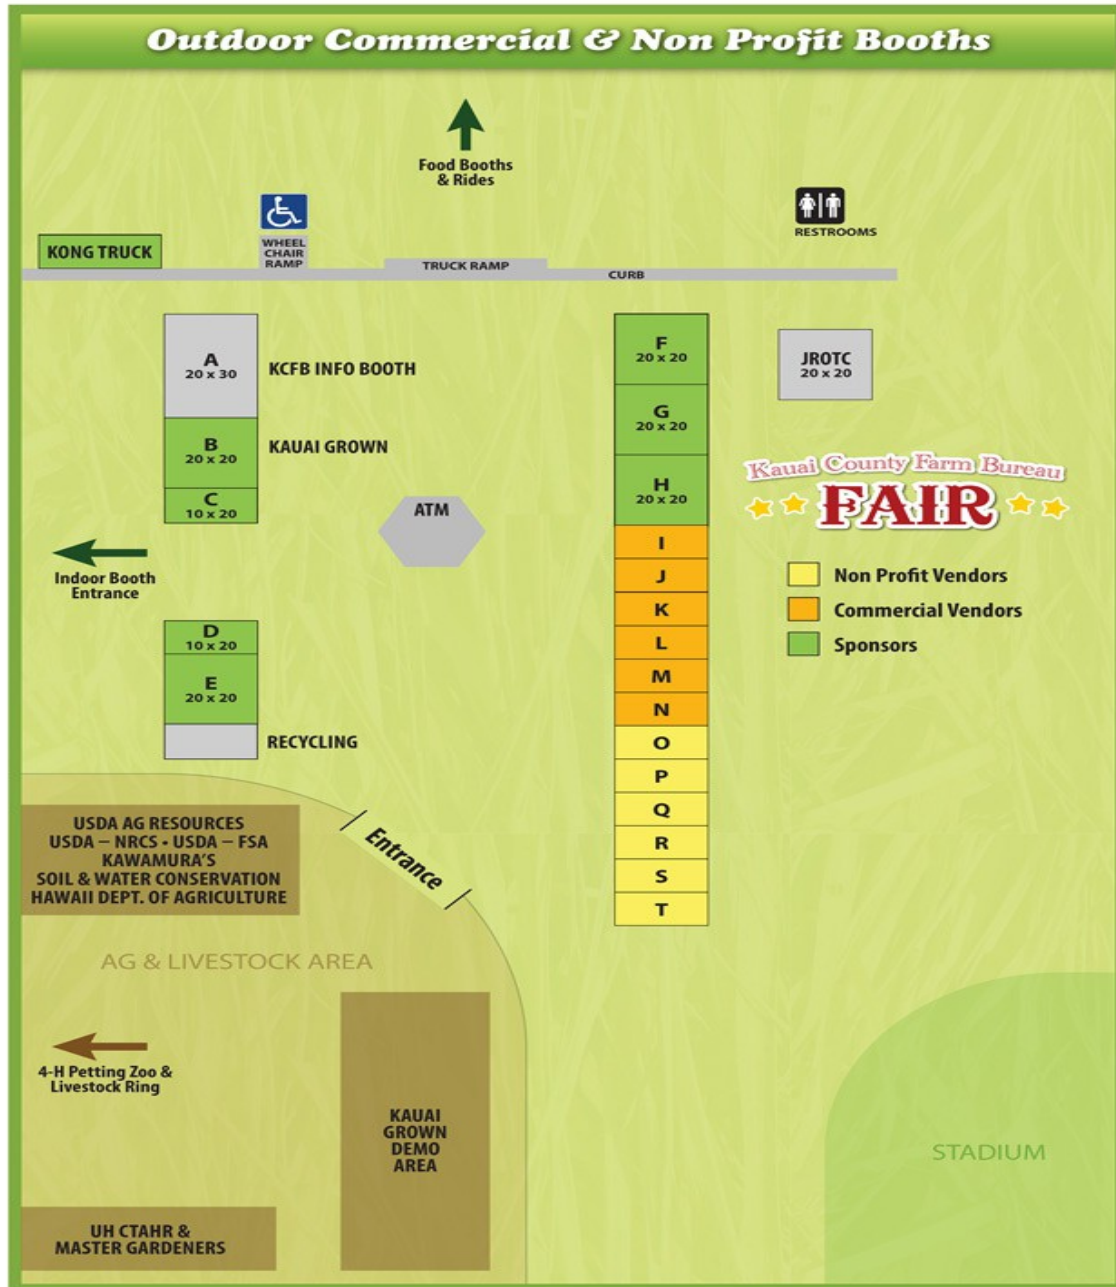 Outdoor Commercial & Non Profit Booths
Food Booths
& Rides
RESTROOMS
KONG TRUCK
WHEEL
CHAIR
RAMP
TRUCK RAMP
CURB
A
20 x 30
KCFB INFO BOOTH
B
20 x 20
KAUAI GROWN
C
10 x 20
ATM
Indoor Booth
Entrance
D
10 x 20
E
20 x 20
RECYCLING
F
20 x 20
G
20 x 20
H
20 x 20
I
J
K
L
M
N
O
P
Q
R
S
T
JROTC
20 x 20
Kauai County Farm Bureau
FAIR
Non Profit Vendors
Commercial Vendors
Sponsors
USDA AG RESOURCES
USDA – NRCS • USDA – FSA
KAWAMURA'S
SOIL & WATER CONSERVATION
HAWAII DEPT. OF AGRICULTURE
Entrance
AG & LIVESTOCK AREA
4-H Petting Zoo &
Livestock Ring
KAUAI
GROWN
DEMO
AREA
UH CTAHR &
MASTER GARDENERS
STADIUM